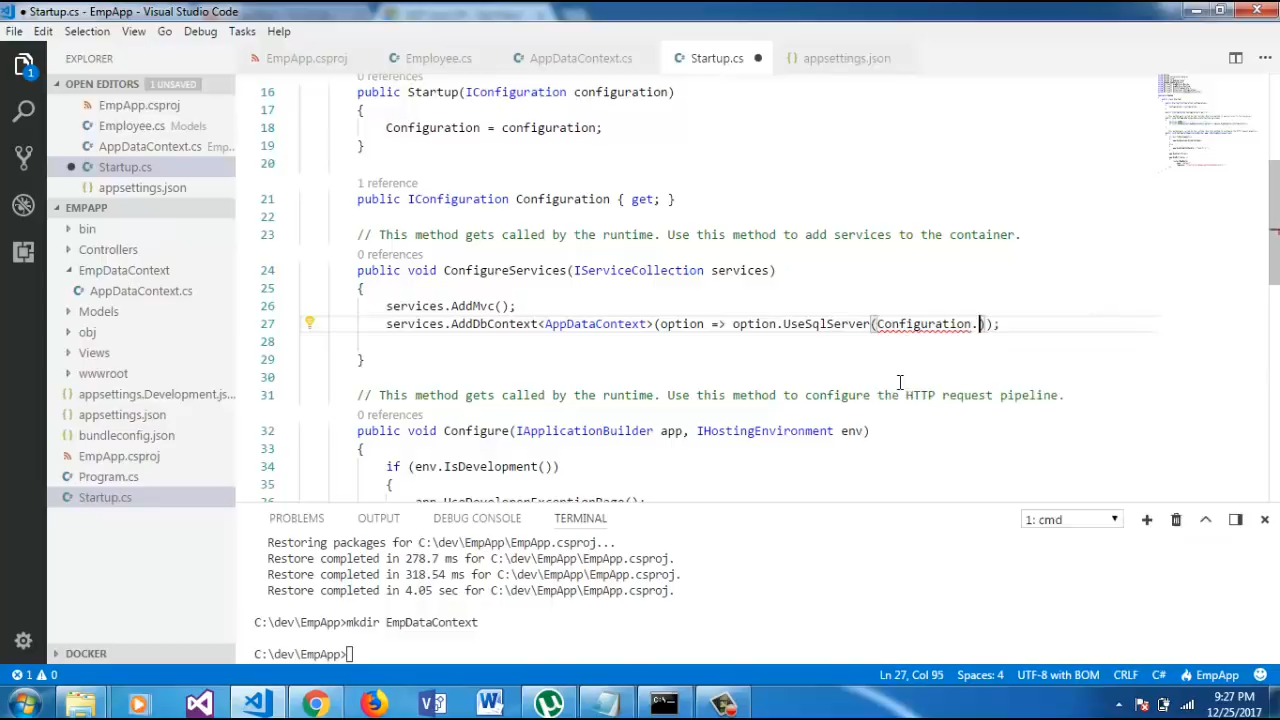 Startup.cs - EmpApp - Visual Studio Code
File Edit Selection View Go Debug Tasks Help
EXPLORER
OPEN EDITORS 1 UNSAVED
EmpApp.csproj
Employee.cs Models
AppDataContext.cs EmpData...
Startup.cs
appsettings.json
EMPAPP
bin
Controllers
EmpDataContext
AppDataContext.cs
Models
obj
Views
wwwroot
appsettings.Development.js...
appsettings.json
bundleconfig.json
EmpApp.csproj
Program.cs
Startup.cs
DOCKER
EmpApp.csproj Employee.cs AppDataContext.cs Startup.cs appsettings.json
0 references
16 public Startup(IConfiguration configuration)
17 {
18 Configuration = configuration;
19 }
20
1 reference
21 public IConfiguration Configuration { get; }
22
23 // This method gets called by the runtime. Use this method to add services to the container.
0 references
24 public void ConfigureServices(IServiceCollection services)
25 {
26 services.AddMvc();
27 services.AddDbContext<AppDataContext>(option => option.UseSqlServer(Configuration.));
28
29 }
30
31 // This method gets called by the runtime. Use this method to configure the HTTP request pipeline.
0 references
32 public void Configure(IApplicationBuilder app, IHostingEnvironment env)
33 {
34 if (env.IsDevelopment())
35 {
36 app.UseDeveloperExceptionPage();
PROBLEMS OUTPUT DEBUG CONSOLE TERMINAL
1: cmd
Restoring packages for C:\dev\EmpApp\EmpApp.csproj...
Restore completed in 278.7 ms for C:\dev\EmpApp\EmpApp.csproj.
Restore completed in 318.54 ms for C:\dev\EmpApp\EmpApp.csproj.
Restore completed in 4.05 sec for C:\dev\EmpApp\EmpApp.csproj.
C:\dev\EmpApp>mkdir EmpDataContext
C:\dev\EmpApp>
1 0 Ln 27, Col 95 Spaces: 4 UTF-8 with BOM CRLF C# EmpApp
9:27 PM
12/25/2017